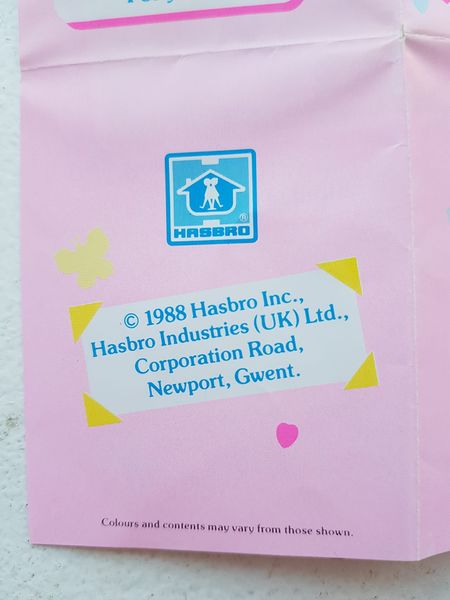 HASBRO
®
© 1988 Hasbro Inc.,
Hasbro Industries (UK) Ltd.,
Corporation Road,
Newport, Gwent.
Colours and contents may vary from those shown.